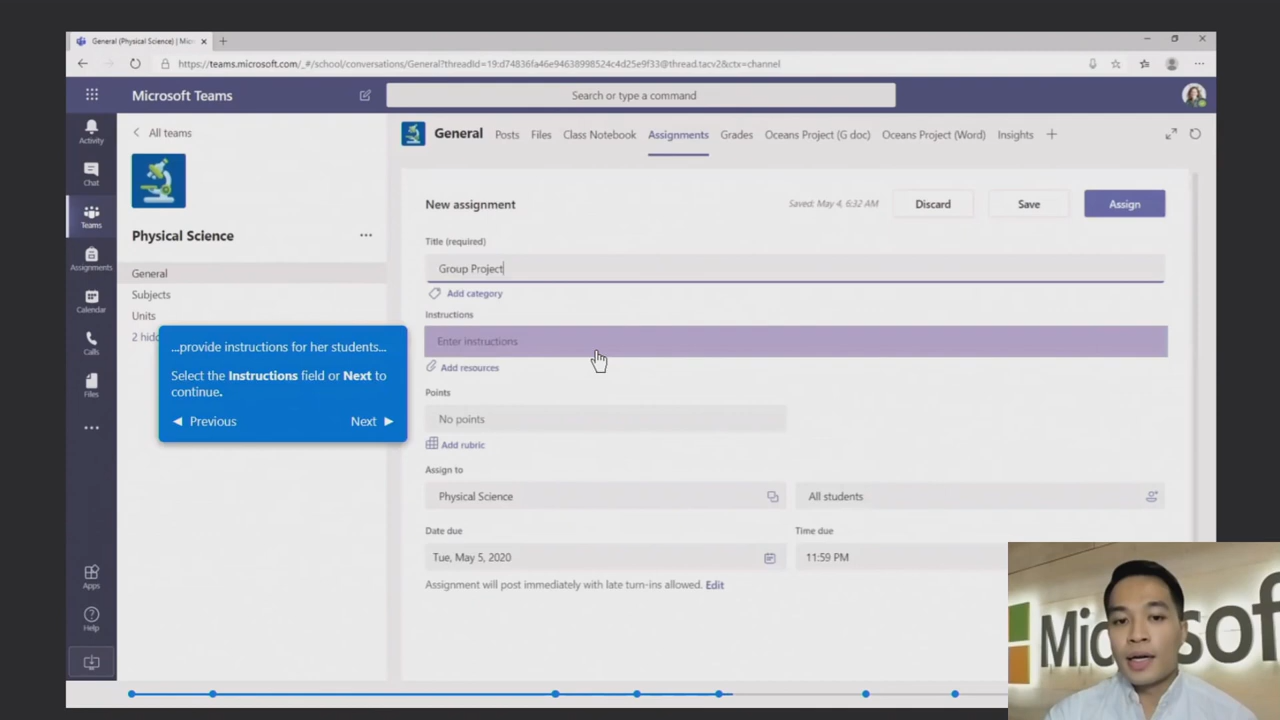 General (Physical Science) | Mic
https://teams.microsoft.com/_#/school/conversations/General?threadId=19:d74836fa46e94638998524c4d25e9f33@thread.tacv2&ctx=channel
Microsoft Teams
Search or type a command
Activity
Chat
Teams
Assignments
Calendar
Calls
Files
Apps
Help
All teams
Physical Science
General
Subjects
Units
2 hidd
General Posts Files Class Notebook Assignments Grades Oceans Project (G doc) Oceans Project (Word) Insights
New assignment
Saved: May 4, 6:32 AM
Discard
Save
Assign
Title (required)
Group Project
Add category
Instructions
Enter instructions
Add resources
Points
No points
Add rubric
Assign to
Physical Science
All students
Date due
Time due
Tue, May 5, 2020
11:59 PM
Assignment will post immediately with late turn-ins allowed. Edit
...provide instructions for her students...
Select the Instructions field or Next to
continue.
Previous
Next
Microsoft